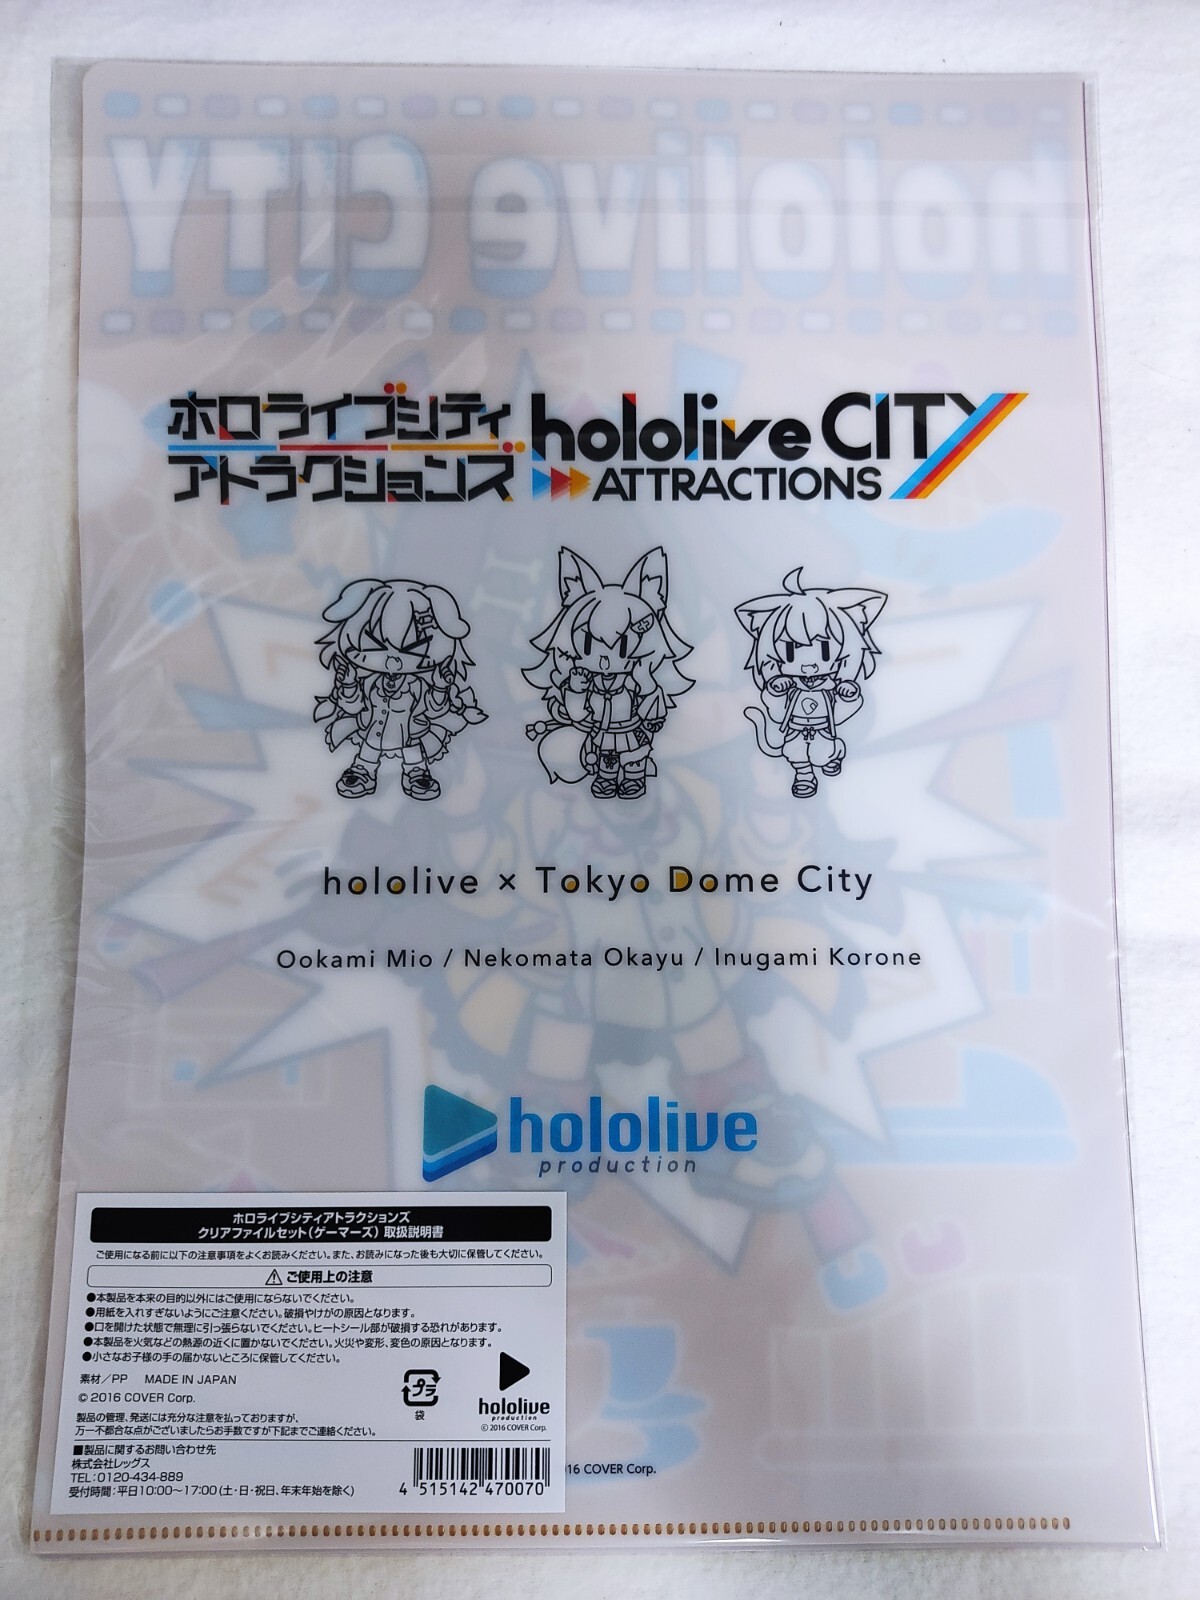 hololive CITY
ホロライブシティ
アトラクションズ
hololive CITY
ATTRACTIONS
hololive × Tokyo Dome City
Ookami Mio / Nekomata Okayu / Inugami Korone
hololive
production
ホロライブシティアトラクションズ
クリアファイルセット(ゲーマーズ) 取扱説明書
ご使用になる前に以下の注意事項をよくお読みください。また、お読みになった後も大切に保管してください。
⚠ ご使用上の注意
●本製品を本来の目的以外にはご使用にならないでください。
●用紙を入れすぎないようにご注意ください。破損やけがの原因となります。
●口を開けた状態で無理に引っ張らないでください。ヒートシール部が破損する恐れがあります。
●本製品を火気などの熱源の近くに置かないでください。火災や変形、変色の原因となります。
●小さなお子様の手の届かないところに保管してください。
素材/PP MADE IN JAPAN
© 2016 COVER Corp.
プラ
袋
hololive
production
© 2016 COVER Corp.
製品の管理、発送には充分な注意を払っておりますが、
万一不都合な点がございましたらお手数ですが下記までご連絡ください。
■製品に関するお問い合わせ先
株式会社レッグス
TEL:0120-434-889
受付時間:平日10:00〜17:00(土・日・祝日、年末年始を除く)
4 515142 470070
16 COVER Corp.